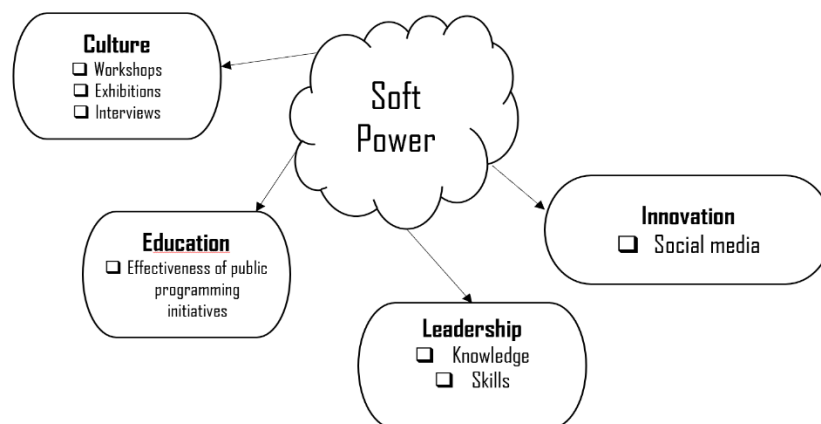 Culture
❑ Workshops
❑ Exhibitions
❑ Interviews
Soft
Power
Education
❑ Effectiveness of public
programming
initiatives
Innovation
❑ Social media
Leadership
❑ Knowledge
❑ Skills